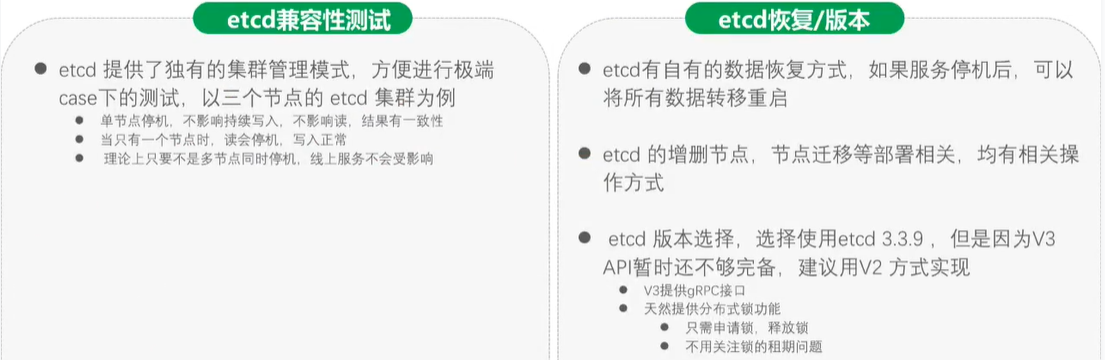 etcd兼容性测试
etcd 提供了独有的集群管理模式，方便进行极端
case下的测试，以三个节点的 etcd 集群为例
单节点停机，不影响持续写入，不影响读，结果有一致性
当只有一个节点时，读会停机，写入正常
理论上只要不是多节点同时停机，线上服务不会受影响
etcd恢复/版本
etcd有自有的数据恢复方式，如果服务停机后，可以
将所有数据转移重启
etcd 的增删节点，节点迁移等部署相关，均有相关操
作方式
etcd 版本选择，选择使用etcd 3.3.9 ，但是因为V3
API暂时还不够完备，建议用V2 方式实现
V3提供gRPC接口
天然提供分布式锁功能
只需申请锁，释放锁
不用关注锁的租期问题